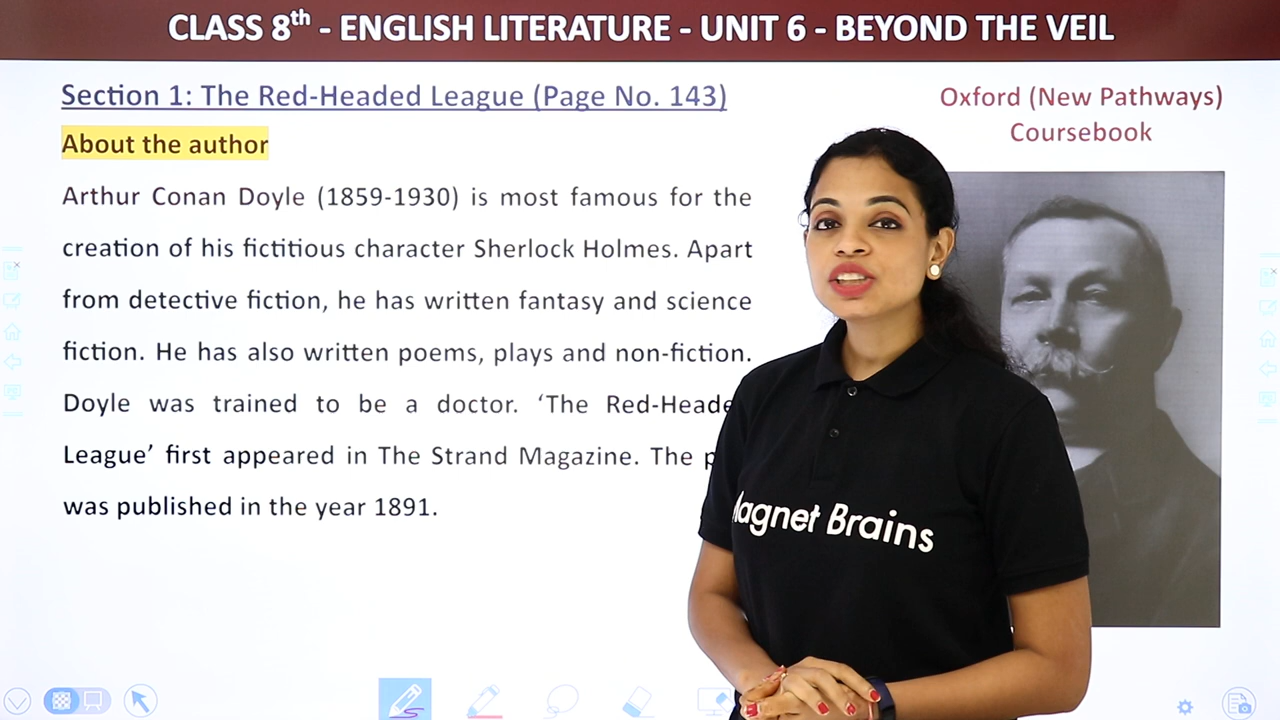 CLASS 8th - ENGLISH LITERATURE - UNIT 6 - BEYOND THE VEIL
Section 1: The Red-Headed League (Page No. 143)
Oxford (New Pathways)
Coursebook
About the author
Arthur Conan Doyle (1859-1930) is most famous for the
creation of his fictitious character Sherlock Holmes. Apart
from detective fiction, he has written fantasy and science
fiction. He has also written poems, plays and non-fiction.
Doyle was trained to be a doctor. ‘The Red-Heade
League’ first appeared in The Strand Magazine. The
was published in the year 1891.
Magnet Brains